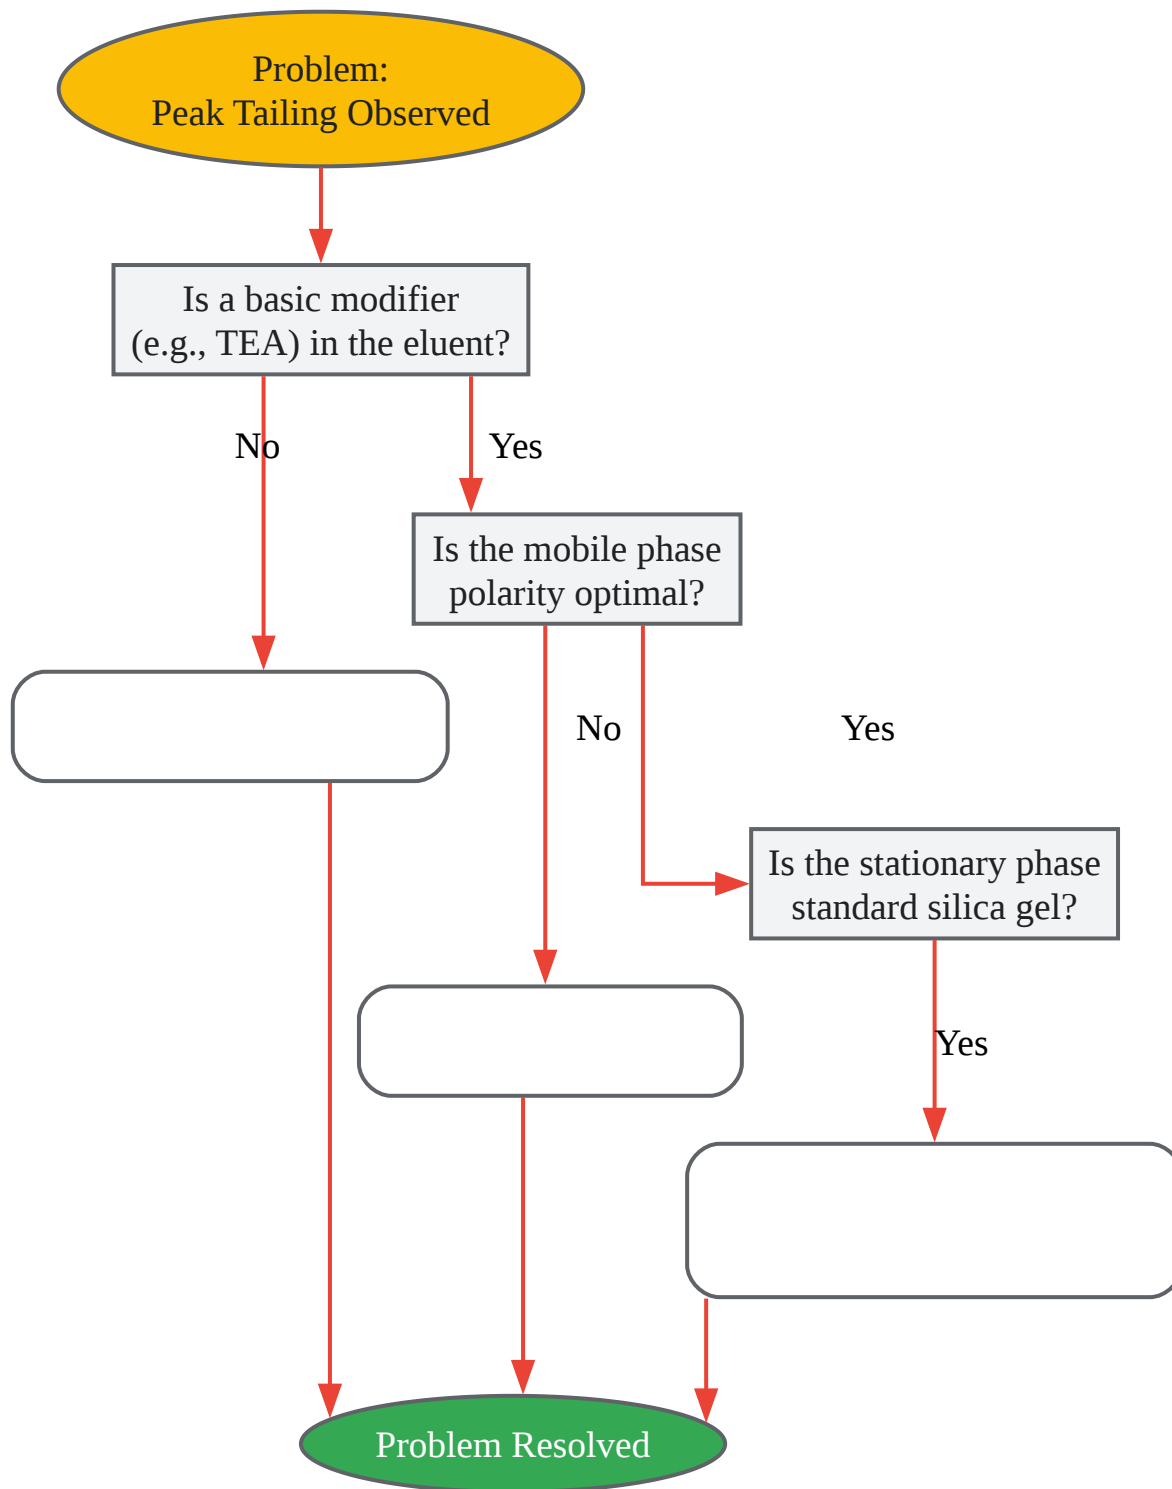 Problem:
Peak Tailing Observed
Is a basic modifier
(e.g., TEA) in the eluent?
No
Yes
Is the mobile phase
polarity optimal?
No
Yes
Is the stationary phase
standard silica gel?
Yes
Problem Resolved